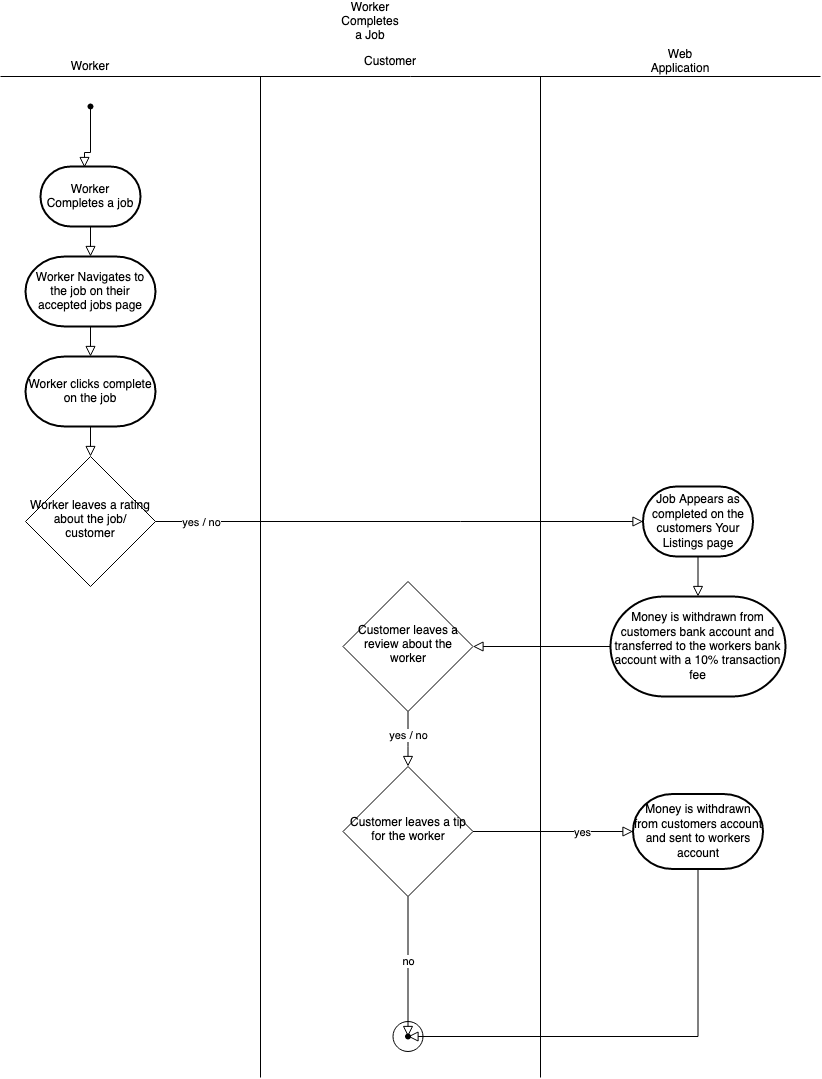 Worker
Completes
a Job
Worker
Customer
Web
Application
Worker
Completes a job
Worker Navigates to
the job on their
accepted jobs page
Worker clicks complete
on the job
Worker leaves a rating
about the job/
customer
yes / no
Job Appears as
completed on the
customers Your
Listings page
Money is withdrawn from
customers bank account and
transferred to the workers bank
account with a 10% transaction
fee
Customer leaves a
review about the
worker
yes / no
Customer leaves a tip
for the worker
yes
Money is withdrawn
from customers account
and sent to workers
account
no